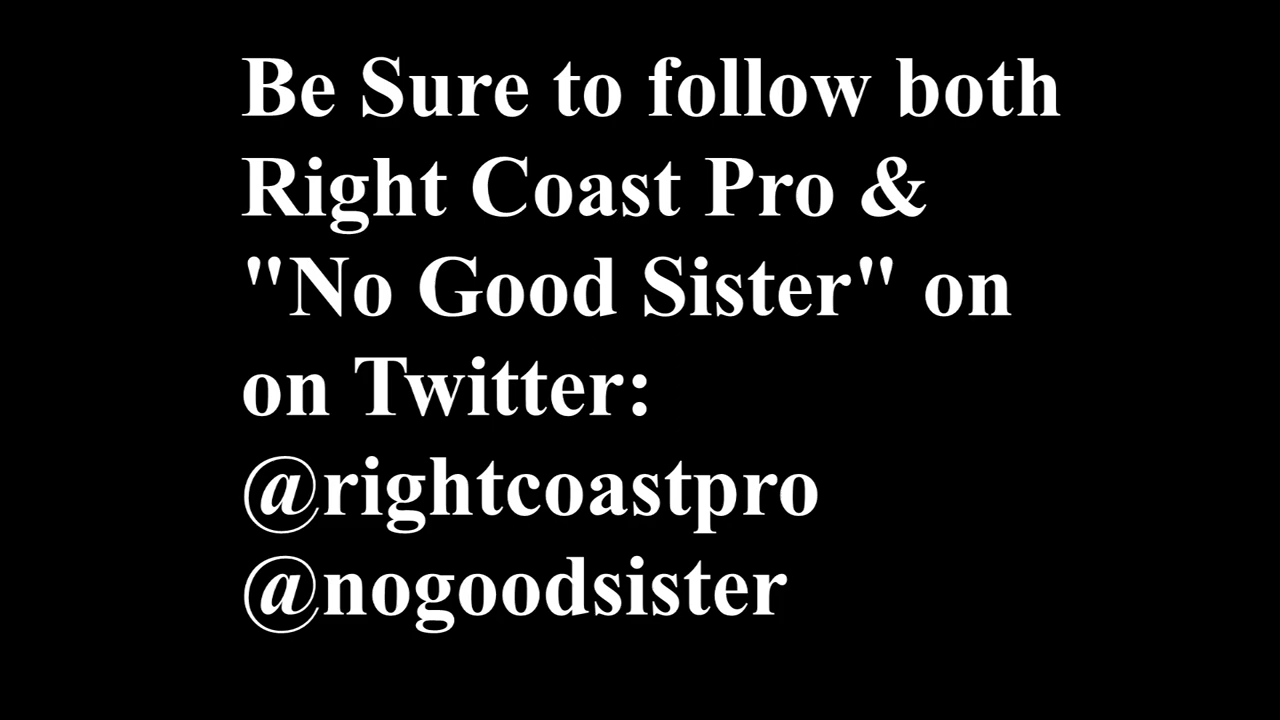 Be Sure to follow both
Right Coast Pro &
"No Good Sister" on
on Twitter:
@rightcoastpro
@nogoodsister